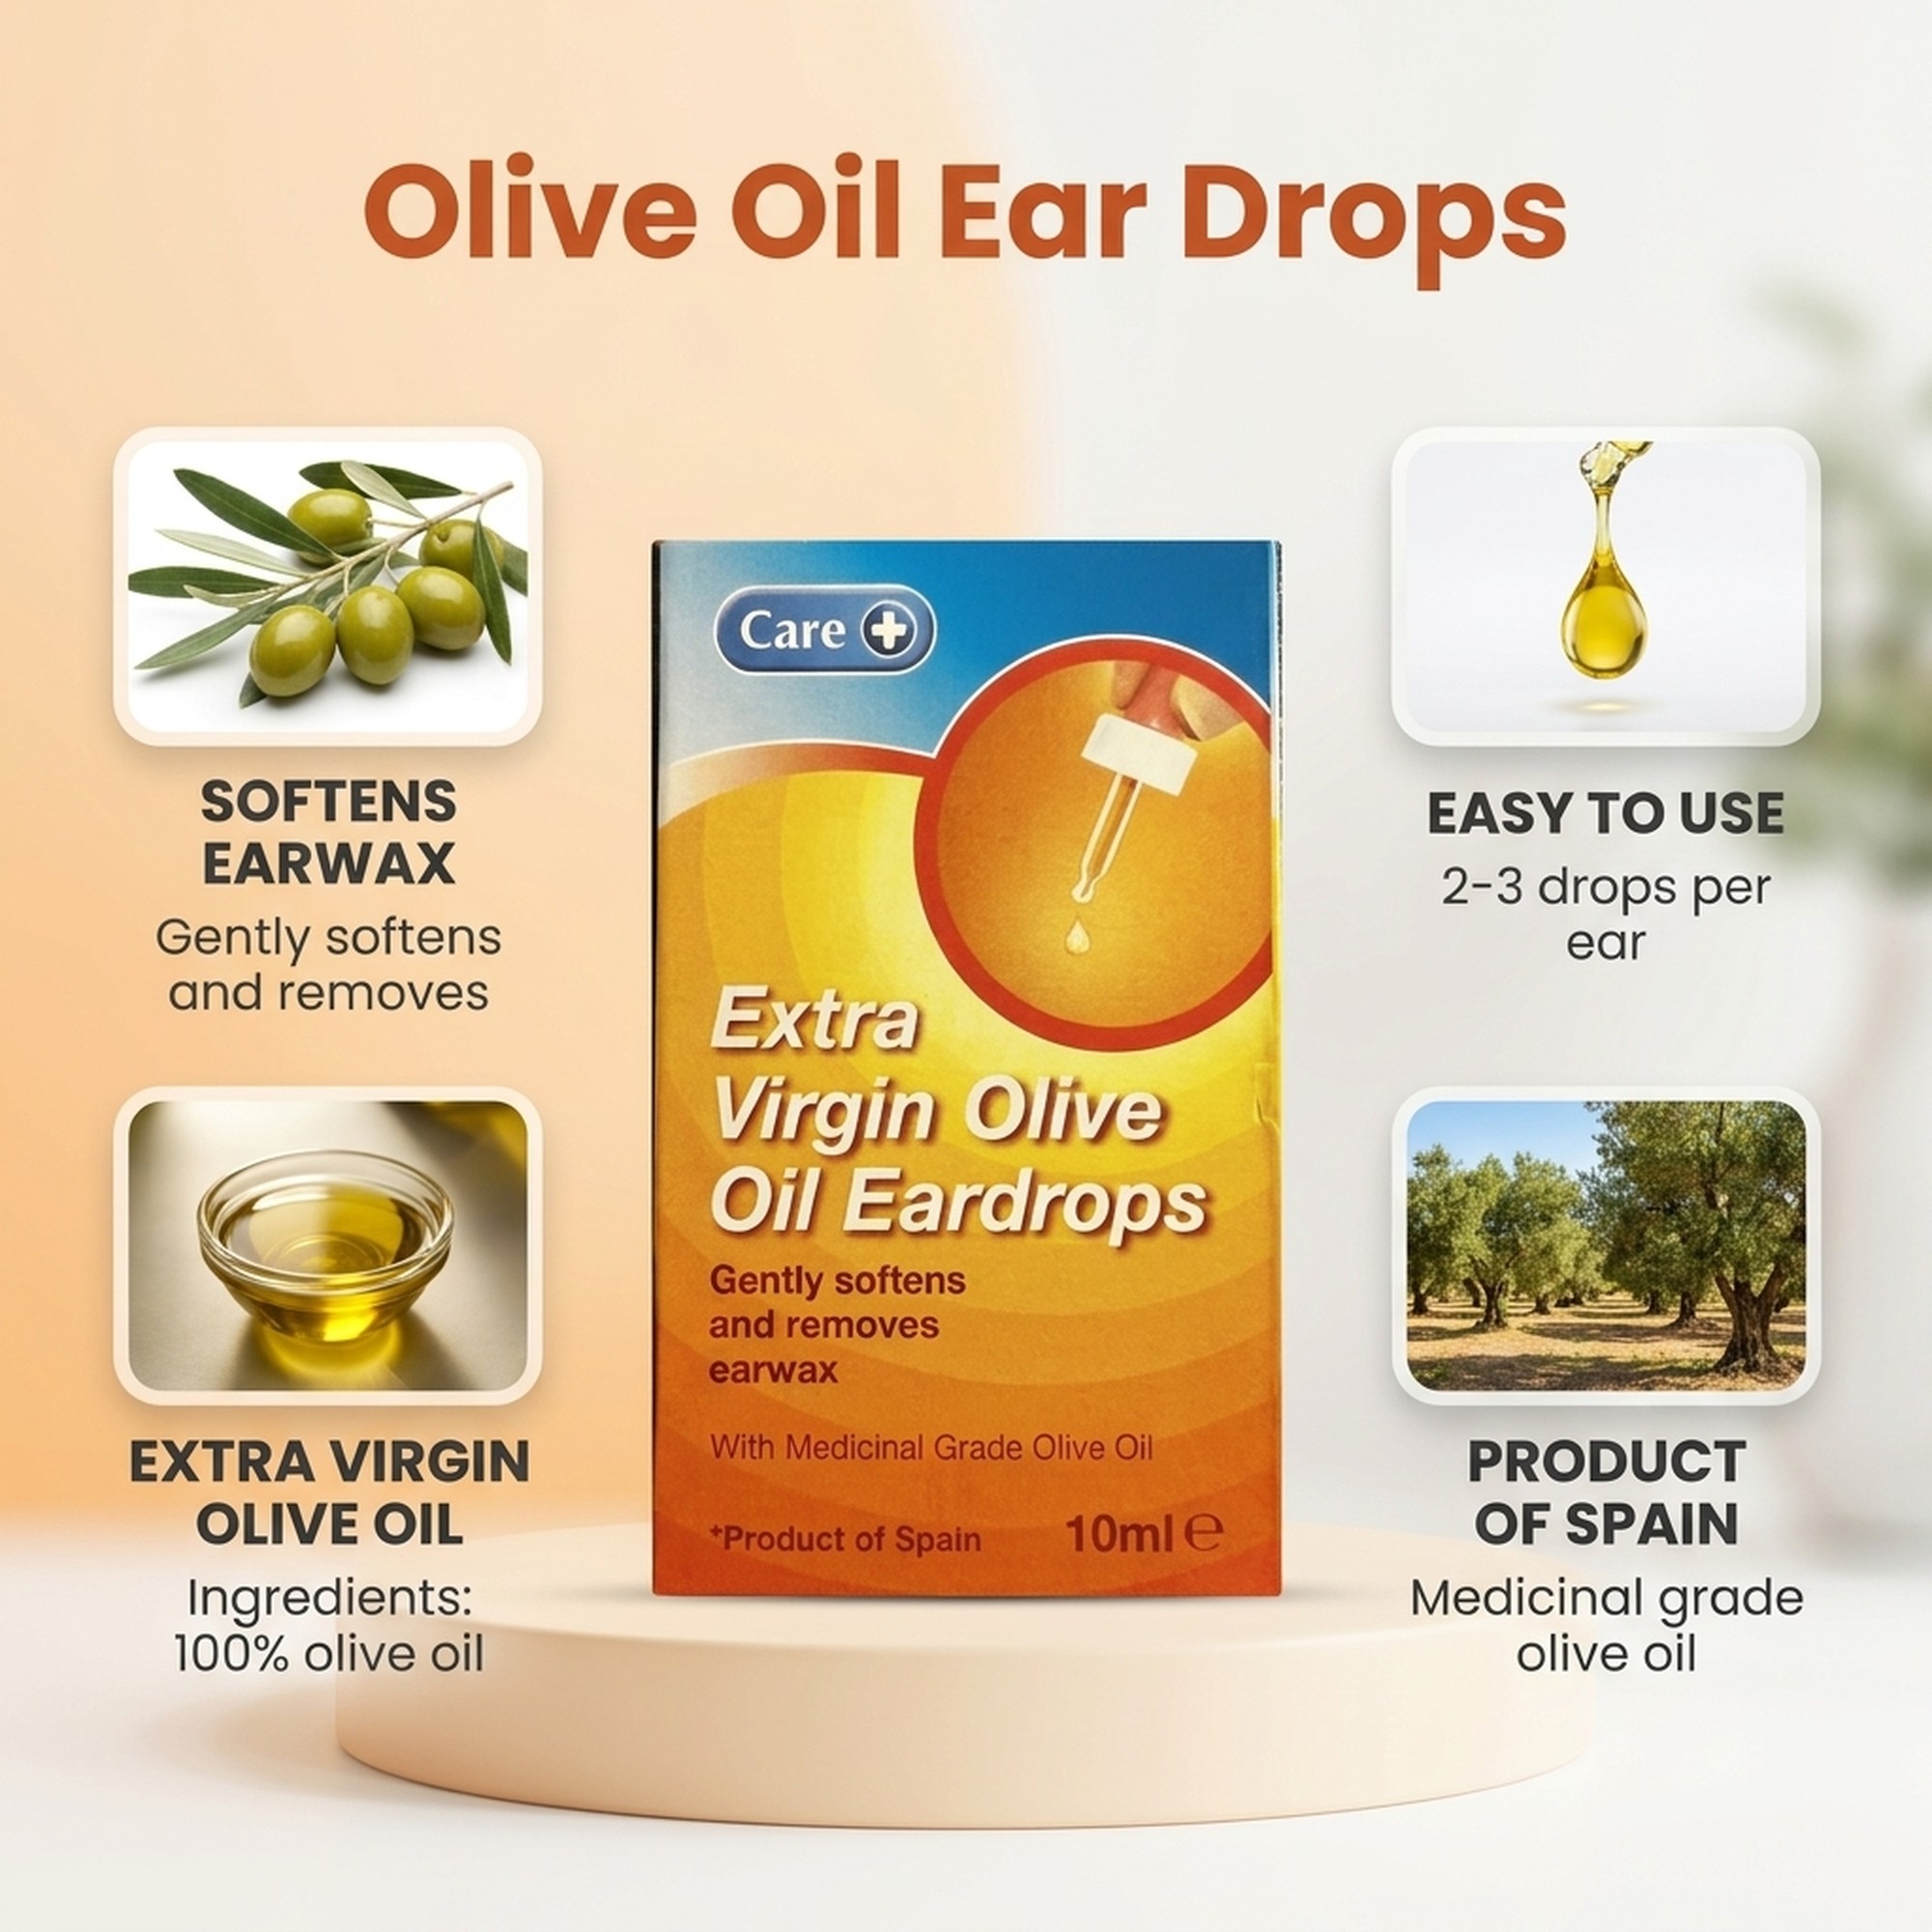 Olive Oil Ear Drops
SOFTENS
EARWAX
Gently softens
and removes
EXTRA VIRGIN
OLIVE OIL
Ingredients:
100% olive oil
Care
Extra
Virgin Olive
Oil Eardrops
Gently softens
and removes
earwax
With Medicinal Grade Olive Oil
*Product of Spain
10ml ℮
EASY TO USE
2-3 drops per
ear
PRODUCT
OF SPAIN
Medicinal grade
olive oil